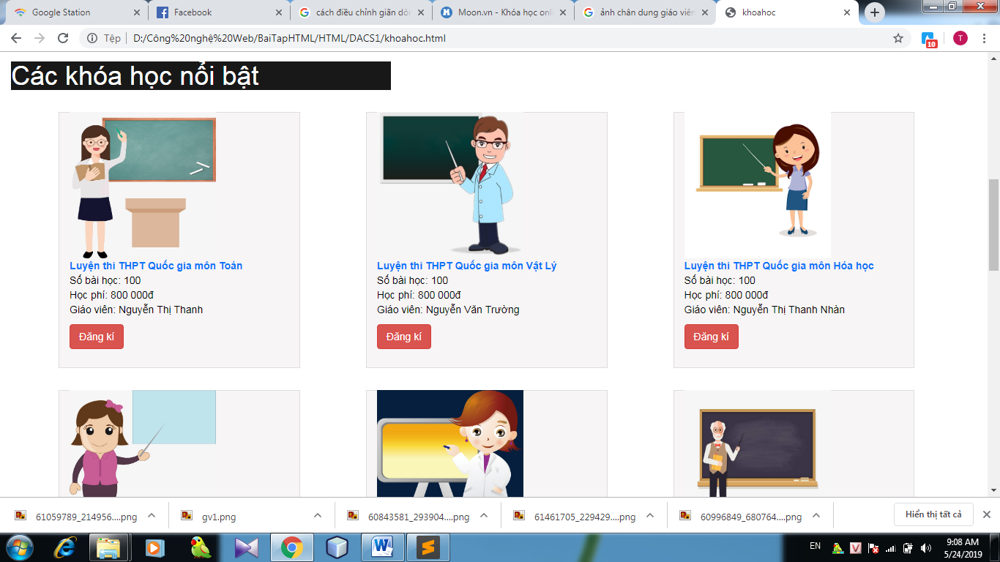 Google Station
Facebook
cách điều chỉnh giãn dòn
Moon.vn - Khóa học onl
ảnh chân dung giáo viên
khoahoc
Tệp
D:/Công%20nghệ%20Web/BaiTapHTML/HTML/DACS1/khoahoc.html
10
T
Các khóa học nổi bật
Luyện thi THPT Quốc gia môn Toán
Số bài học: 100
Học phí: 800 000đ
Giáo viên: Nguyễn Thị Thanh
Đăng kí
Luyện thi THPT Quốc gia môn Vật Lý
Số bài học: 100
Học phí: 800 000đ
Giáo viên: Nguyễn Văn Trường
Đăng kí
Luyện thi THPT Quốc gia môn Hóa học
Số bài học: 100
Học phí: 800 000đ
Giáo viên: Nguyễn Thị Thanh Nhàn
Đăng kí
61059789_214956....png
gv1.png
60843581_293904....png
61461705_229429....png
60996849_680764....png
Hiển thị tất cả
EN
9:08 AM
5/24/2019